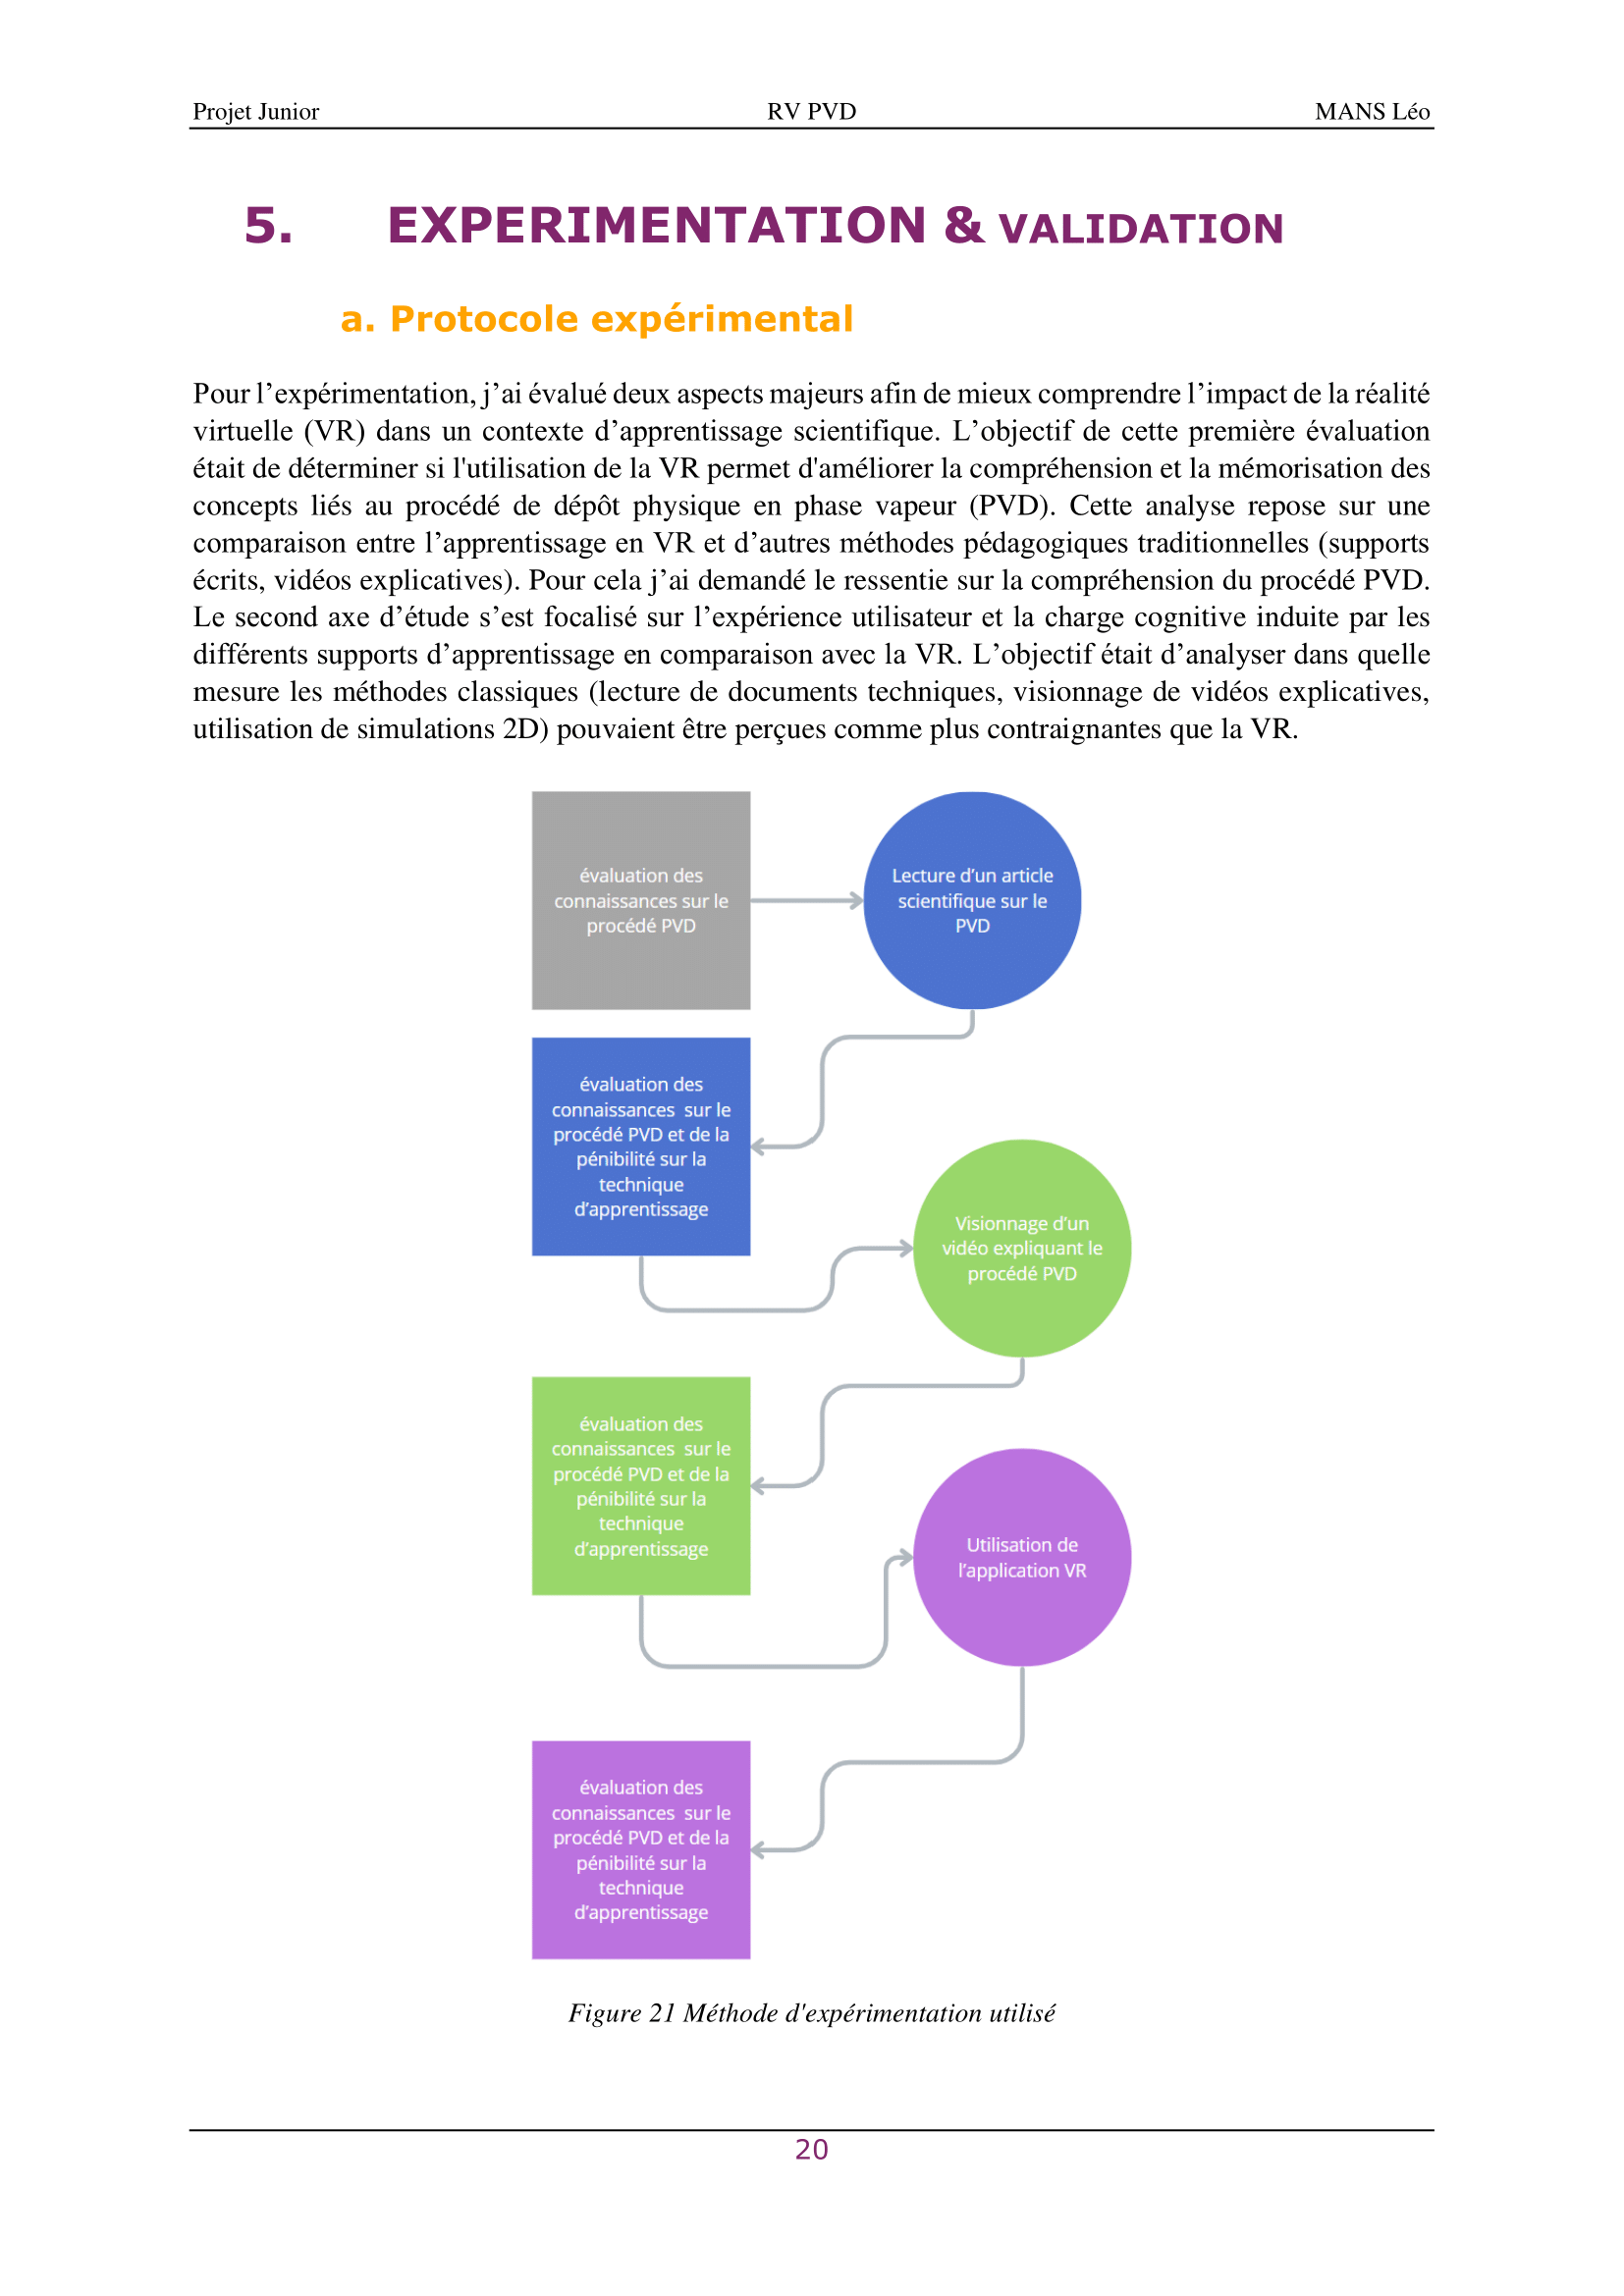 Projet Junior RV PVD MANS Léo
5. EXPERIMENTATION & VALIDATION
a. Protocole expérimental
Pour l’expérimentation, j’ai évalué deux aspects majeurs afin de mieux comprendre l’impact de la réalité
virtuelle (VR) dans un contexte d’apprentissage scientifique. L’objectif de cette première évaluation
était de déterminer si l'utilisation de la VR permet d'améliorer la compréhension et la mémorisation des
concepts liés au procédé de dépôt physique en phase vapeur (PVD). Cette analyse repose sur une
comparaison entre l’apprentissage en VR et d’autres méthodes pédagogiques traditionnelles (supports
écrits, vidéos explicatives). Pour cela j’ai demandé le ressentie sur la compréhension du procédé PVD.
Le second axe d’étude s’est focalisé sur l’expérience utilisateur et la charge cognitive induite par les
différents supports d’apprentissage en comparaison avec la VR. L’objectif était d’analyser dans quelle
mesure les méthodes classiques (lecture de documents techniques, visionnage de vidéos explicatives,
utilisation de simulations 2D) pouvaient être perçues comme plus contraignantes que la VR.
évaluation des
connaissances sur le
procédé PVD
Lecture d’un article
scientifique sur le
PVD
évaluation des
connaissances  sur le
procédé PVD et de la
pénibilité sur la
technique
d’apprentissage
Visionnage d’un
vidéo expliquant le
procédé PVD
évaluation des
connaissances  sur le
procédé PVD et de la
pénibilité sur la
technique
d’apprentissage
Utilisation de
l’application VR
évaluation des
connaissances  sur le
procédé PVD et de la
pénibilité sur la
technique
d’apprentissage
Figure 21 Méthode d'expérimentation utilisé
20